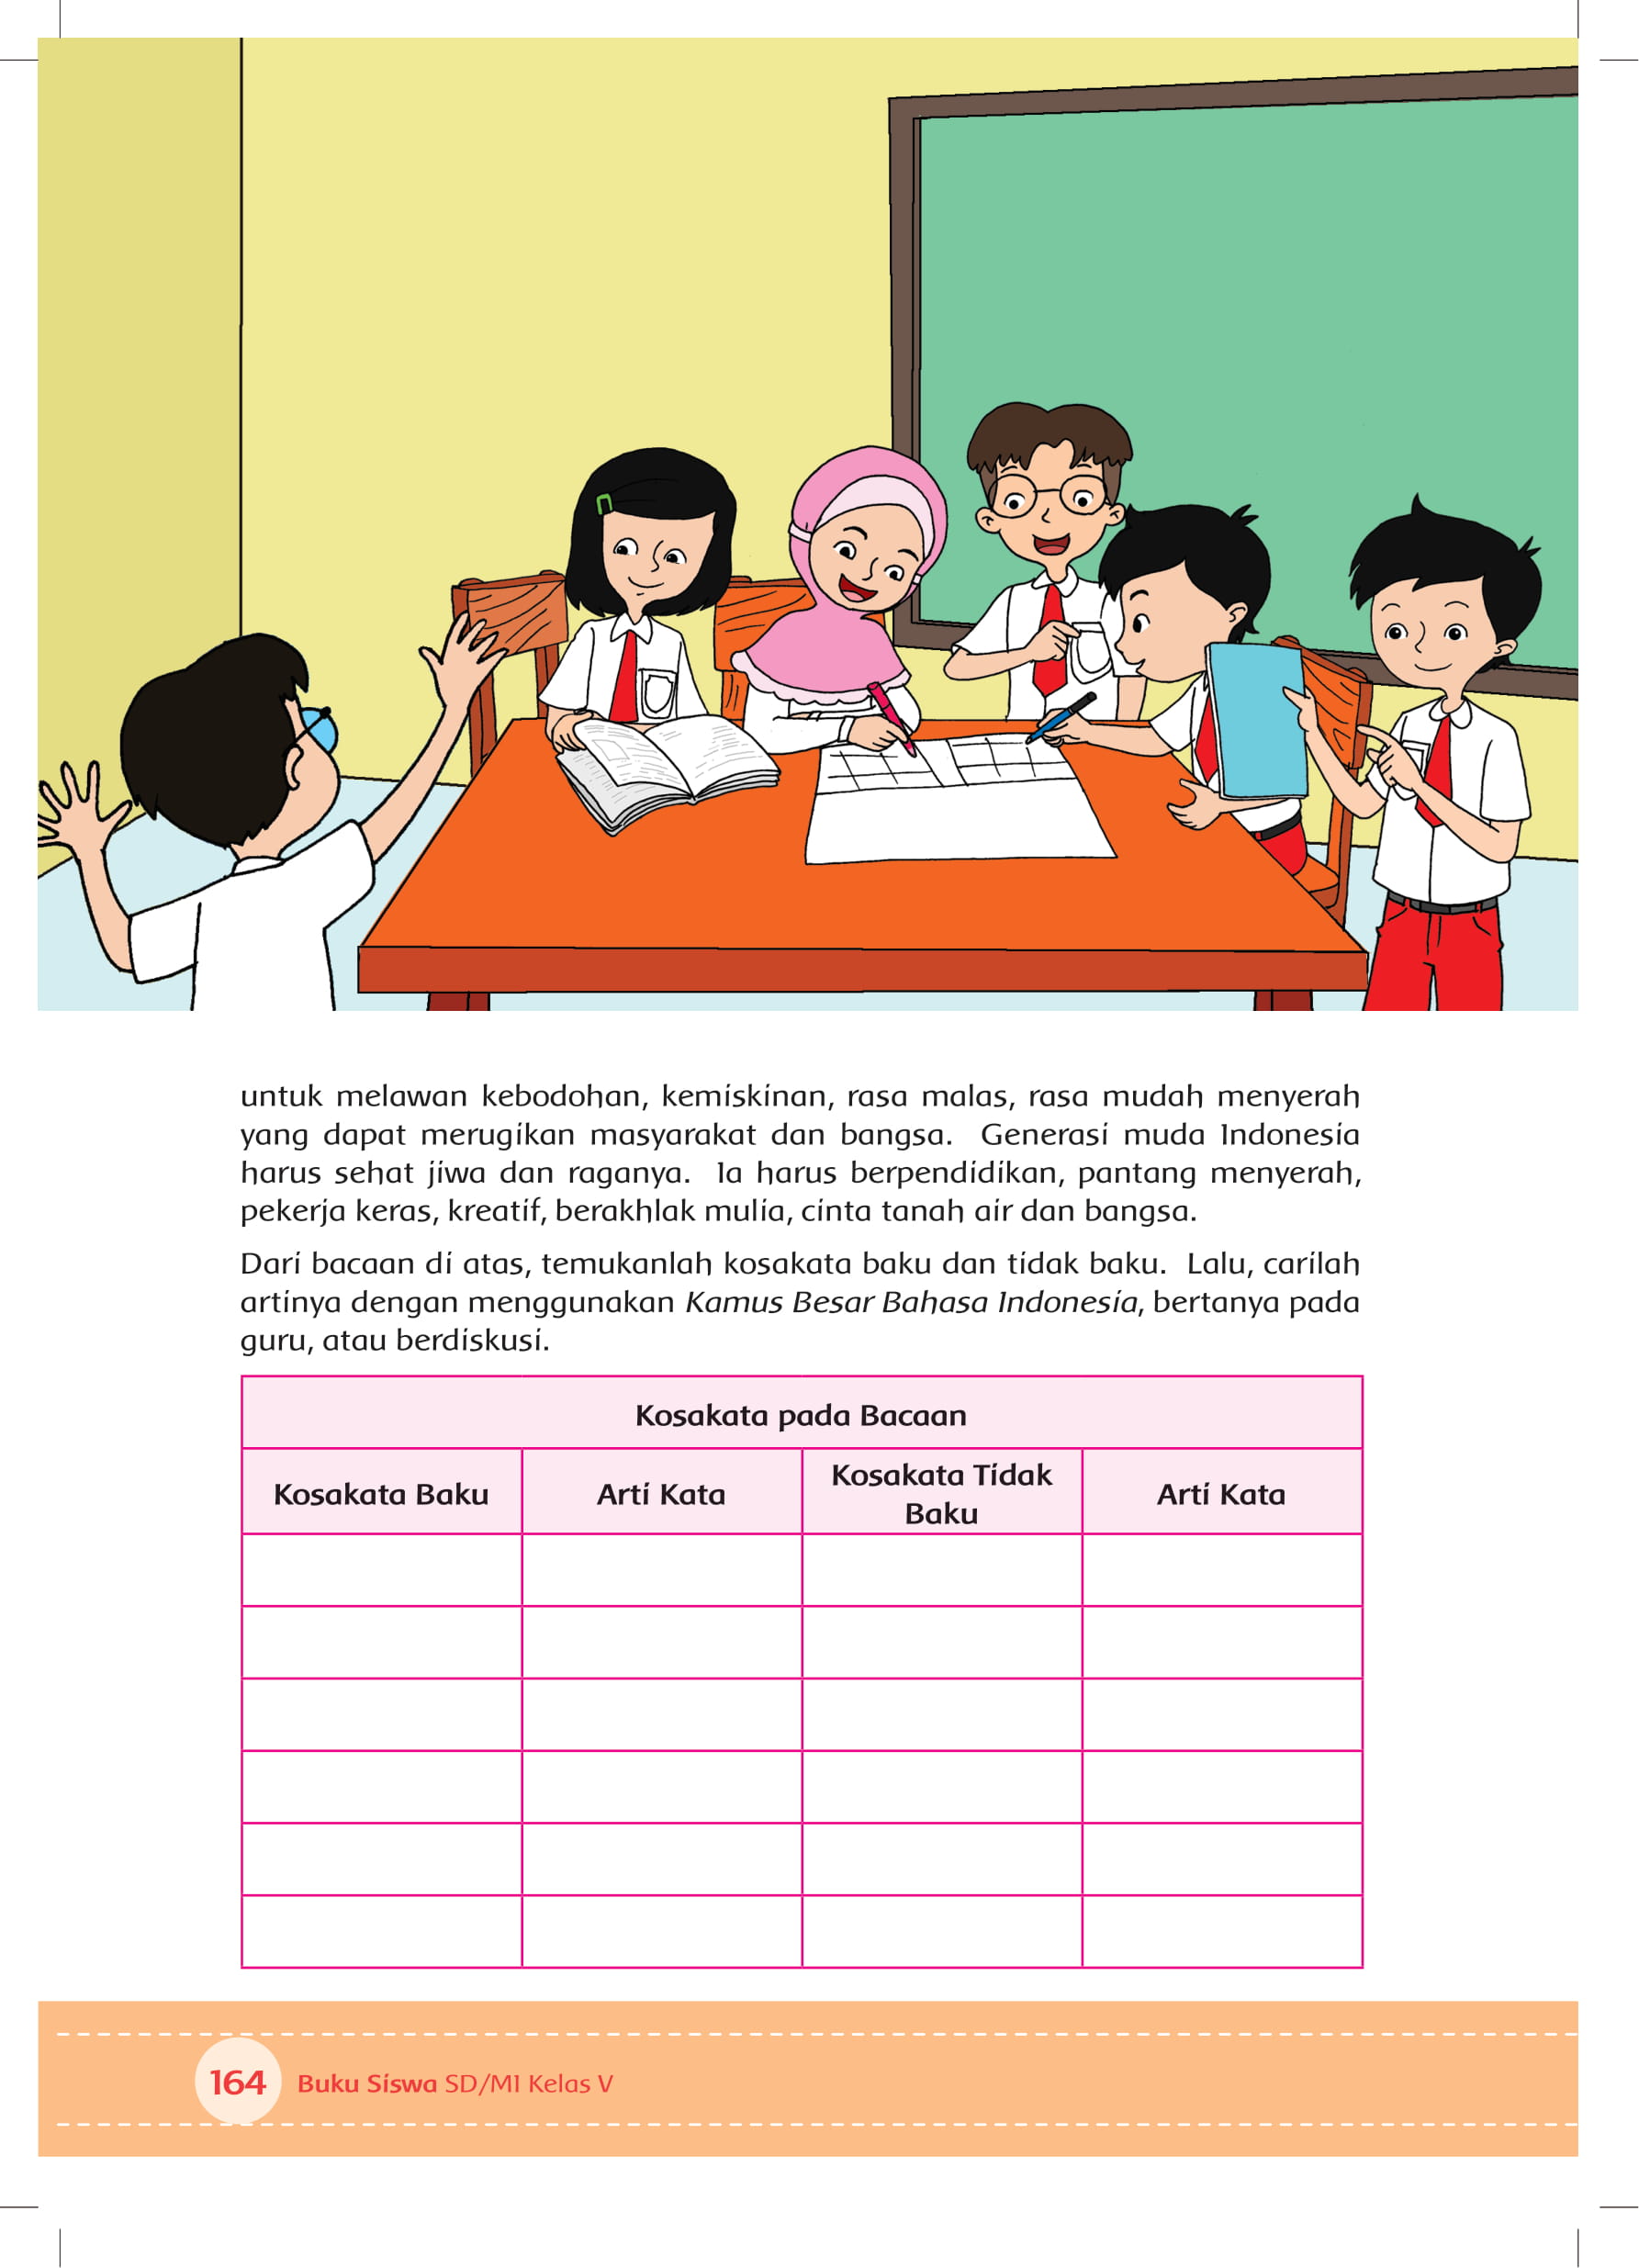 untuk melawan kebodohan, kemiskinan, rasa malas, rasa mudah menyerah
yang dapat merugikan masyarakat dan bangsa. Generasi muda Indonesia
harus sehat jiwa dan raganya. Ia harus berpendidikan, pantang menyerah,
pekerja keras, kreatif, berakhlak mulia, cinta tanah air dan bangsa.
Dari bacaan di atas, temukanlah kosakata baku dan tidak baku. Lalu, carilah
artinya dengan menggunakan Kamus Besar Bahasa Indonesia, bertanya pada
guru, atau berdiskusi.
Kosakata pada Bacaan
Kosakata Baku
Arti Kata
Kosakata Tidak
Baku
Arti Kata
164 Buku Siswa SD/MI Kelas V